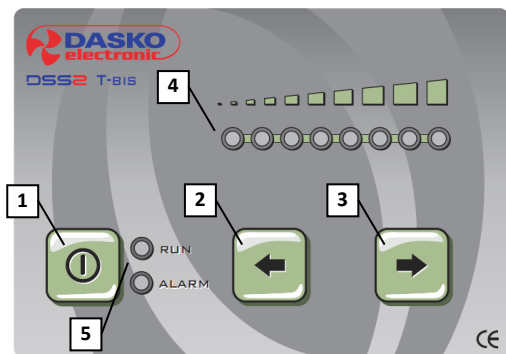 DASKO
electronic
DSS2 T-BIS
4
1
2
3
RUN
ALARM
5
CE